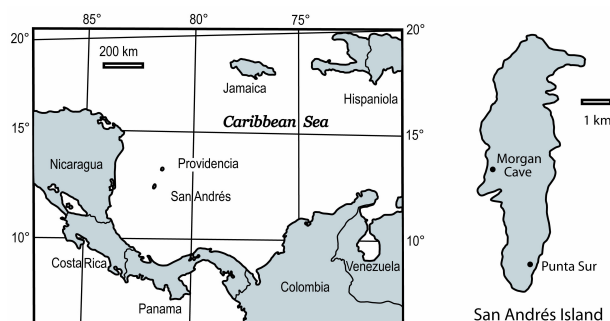 85°
80°
75°
20°
20°
200 km
Jamaica
Hispaniola
Caribbean Sea
15°
15°
Nicaragua
Providencia
San Andrés
10°
10°
Costa Rica
Venezuela
Panama
Colombia
1 km
Morgan
Cave
Punta Sur
San Andrés Island